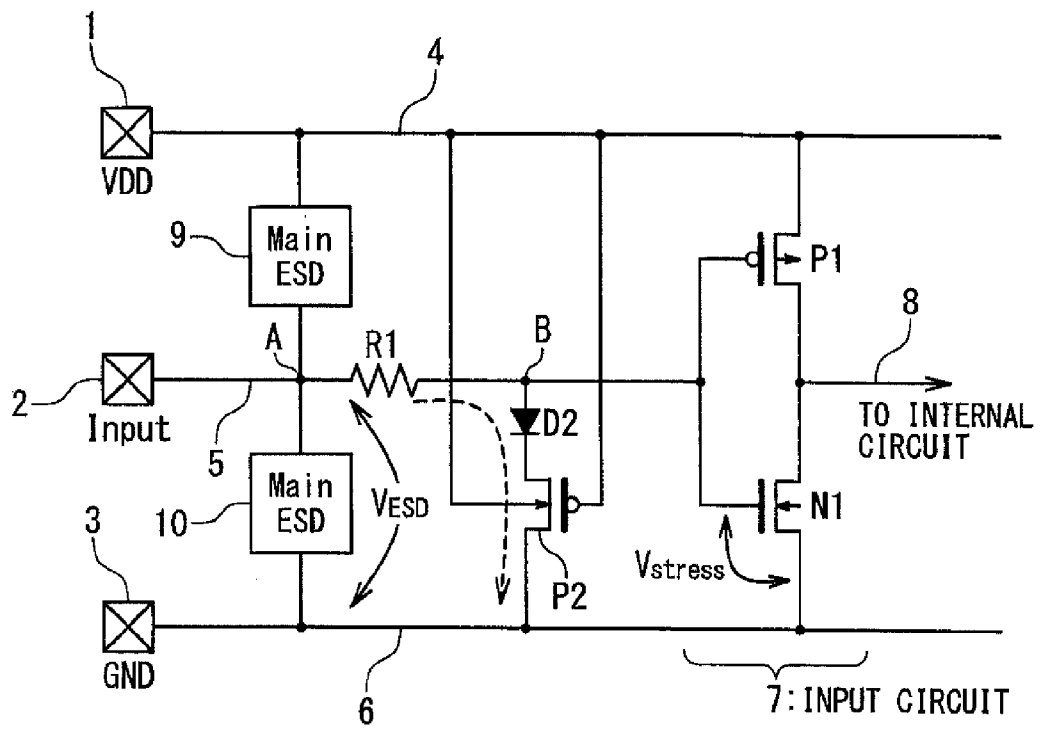 1
4
VDD
9
Main
ESD
P1
A
R1
B
8
2
Input
5
D2
TO INTERNAL
CIRCUIT
10
Main
ESD
VESD
N1
3
P2
Vstress
GND
6
7:INPUT CIRCUIT